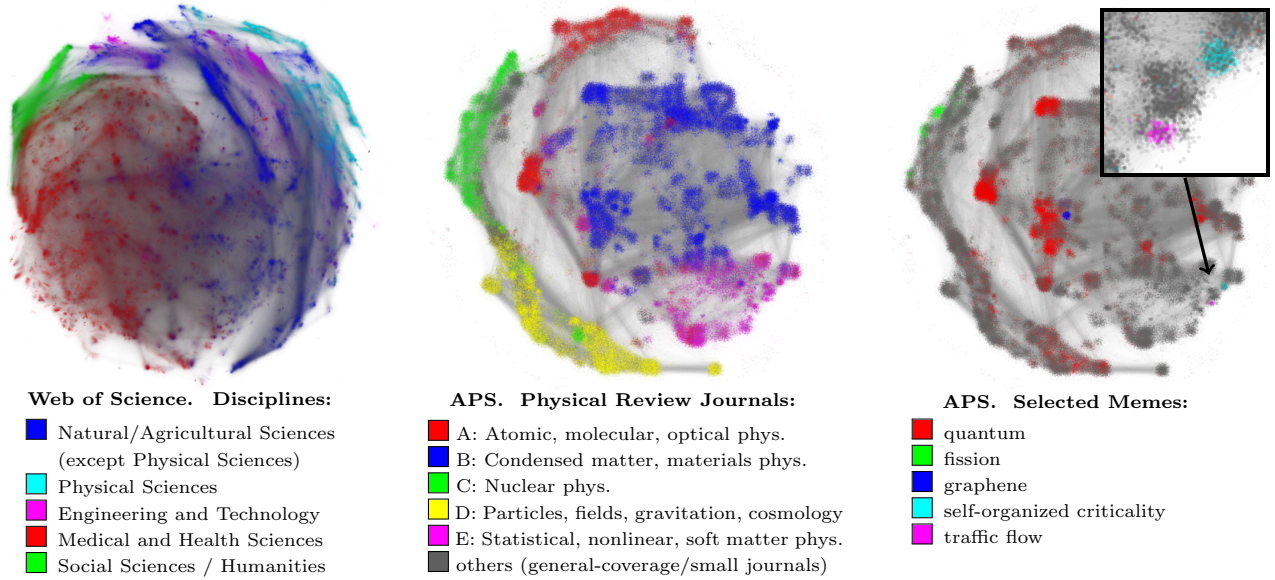 Web of Science. Disciplines:
Natural/Agricultural Sciences
(except Physical Sciences)
Physical Sciences
Engineering and Technology
Medical and Health Sciences
Social Sciences / Humanities
APS. Physical Review Journals:
A: Atomic, molecular, optical phys.
B: Condensed matter, materials phys.
C: Nuclear phys.
D: Particles, fields, gravitation, cosmology
E: Statistical, nonlinear, soft matter phys.
others (general-coverage/small journals)
APS. Selected Memes:
quantum
fission
graphene
self-organized criticality
traffic flow